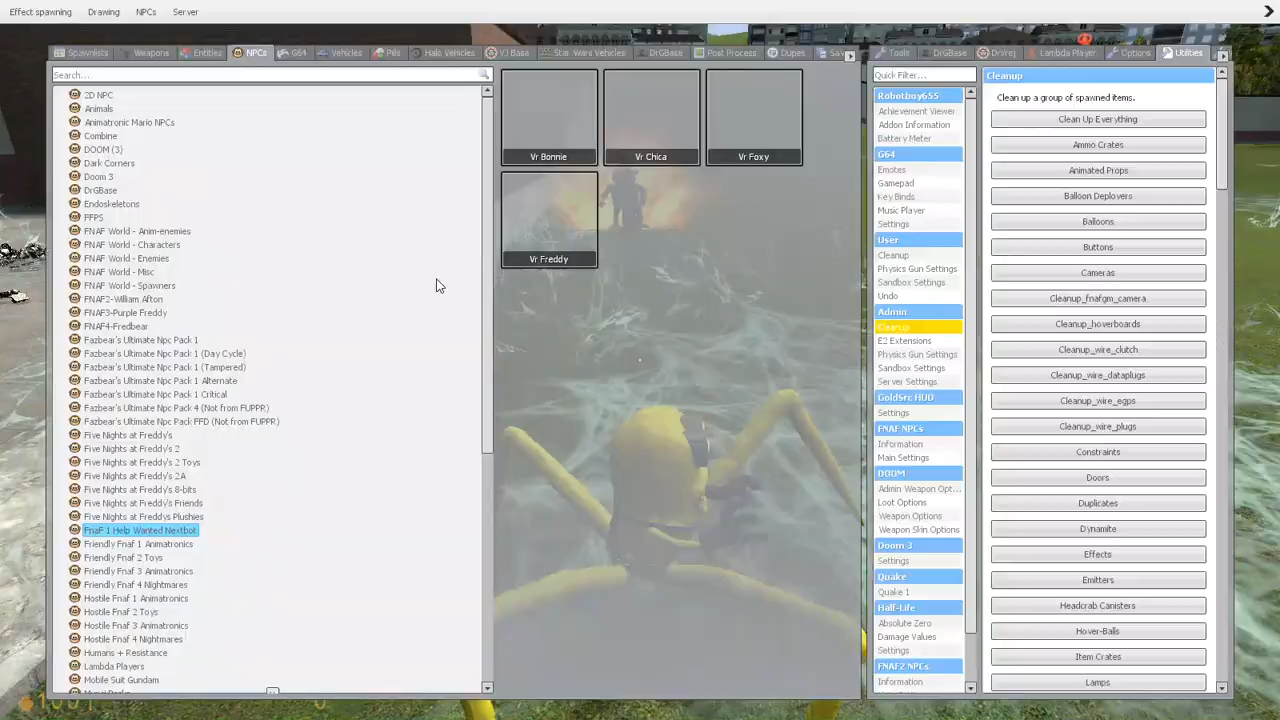 Effect spawning Drawing NPCs Server
Spawnlists Weapons Entities NPCs G64 Vehicles Pills Halo Vehicles VJ Base Star Wars Vehicles DrGBase Post Process Dupes Tools DrGBase Lambda Player Options Utilities
Search...
2D NPC
Animals
Animatronic Mario NPCs
Combine
DOOM (3)
Dark Corners
Doom 3
DrGBase
Endoskeletons
FFPS
FNAF World - Anim-enemies
FNAF World - Characters
FNAF World - Enemies
FNAF World - Misc
FNAF World - Spawners
FNAF2-William Afton
FNAF3-Purple Freddy
FNAF4-Fredbear
Fazbear's Ultimate Npc Pack 1
Fazbear's Ultimate Npc Pack 1 (Day Cycle)
Fazbear's Ultimate Npc Pack 1 (Tampered)
Fazbear's Ultimate Npc Pack 1 Alternate
Fazbear's Ultimate Npc Pack 1 Critical
Fazbear's Ultimate Npc Pack 4 (Not from FUPPR)
Fazbear's Ultimate Npc Pack FFD (Not from FUPPR)
Five Nights at Freddy's
Five Nights at Freddy's 2
Five Nights at Freddy's 2 Toys
Five Nights at Freddy's 2A
Five Nights at Freddy's 8-bits
Five Nights at Freddy's Friends
Five Nights at Freddys Plushies
FnaF 1 Help Wanted Nextbot
Friendly Fnaf 1 Animatronics
Friendly Fnaf 2 Toys
Friendly Fnaf 3 Animatronics
Friendly Fnaf 4 Nightmares
Hostile Fnaf 1 Animatronics
Hostile Fnaf 2 Toys
Hostile Fnaf 3 Animatronics
Hostile Fnaf 4 Nightmares
Humans + Resistance
Lambda Players
Mobile Suit Gundam
Vr Bonnie
Vr Chica
Vr Foxy
Vr Freddy
Quick Filter...
Robotboy655
Achievement Viewer
Addon Information
Battery Meter
G64
Emotes
Gamepad
Key Binds
Music Player
Settings
User
Cleanup
Physics Gun Settings
Sandbox Settings
Undo
Admin
Cleanup
E2 Extensions
Physics Gun Settings
Sandbox Settings
Server Settings
GoldSrc HUD
Settings
FNAF NPCs
Information
Main Settings
DOOM
Admin Weapon Opt...
Loot Options
Weapon Options
Weapon Skin Options
Doom 3
Settings
Quake
Quake 1
Half-Life
Absolute Zero
Damage Values
Settings
FNAF2 NPCs
Information
Cleanup
Clean up a group of spawned items.
Clean Up Everything
Ammo Crates
Animated Props
Balloon Deployers
Balloons
Buttons
Cameras
Cleanup_fnafgm_camera
Cleanup_hoverboards
Cleanup_wire_clutch
Cleanup_wire_dataplugs
Cleanup_wire_egps
Cleanup_wire_plugs
Constraints
Doors
Duplicates
Dynamite
Effects
Emitters
Headcrab Canisters
Hover-Balls
Item Crates
Lamps